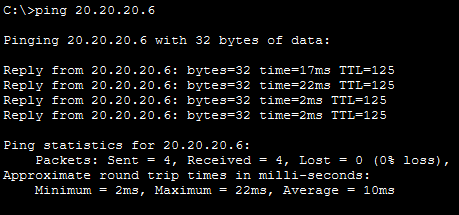 C:\>ping 20.20.20.6
Pinging 20.20.20.6 with 32 bytes of data:
Reply from 20.20.20.6: bytes=32 time=17ms TTL=125
Reply from 20.20.20.6: bytes=32 time=22ms TTL=125
Reply from 20.20.20.6: bytes=32 time=2ms TTL=125
Reply from 20.20.20.6: bytes=32 time=2ms TTL=125
Ping statistics for 20.20.20.6:
    Packets: Sent = 4, Received = 4, Lost = 0 (0% loss),
Approximate round trip times in milli-seconds:
    Minimum = 2ms, Maximum = 22ms, Average = 10ms